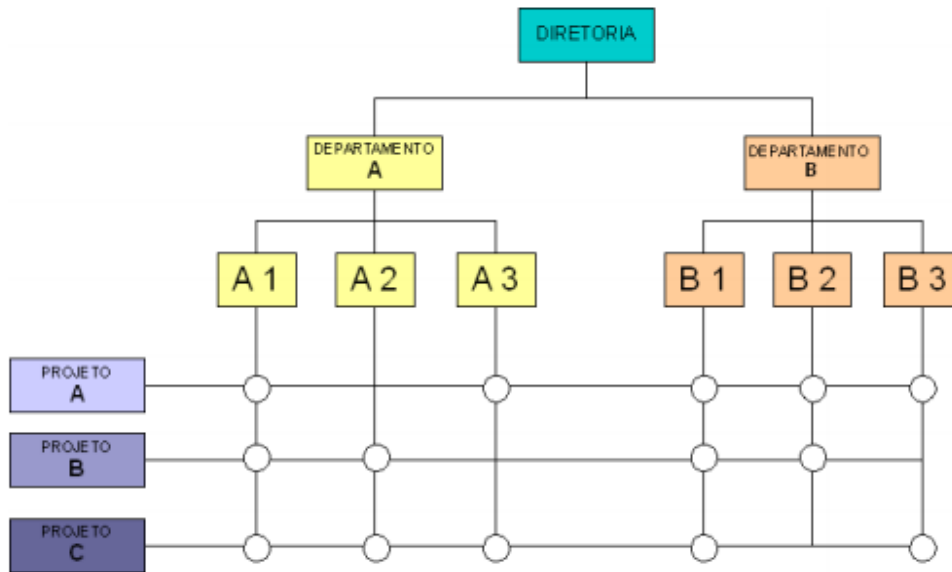 DIRETORIA
DEPARTAMENTO
A
DEPARTAMENTO
B
A 1
A 2
A 3
B 1
B 2
B 3
PROJETO
A
PROJETO
B
PROJETO
C